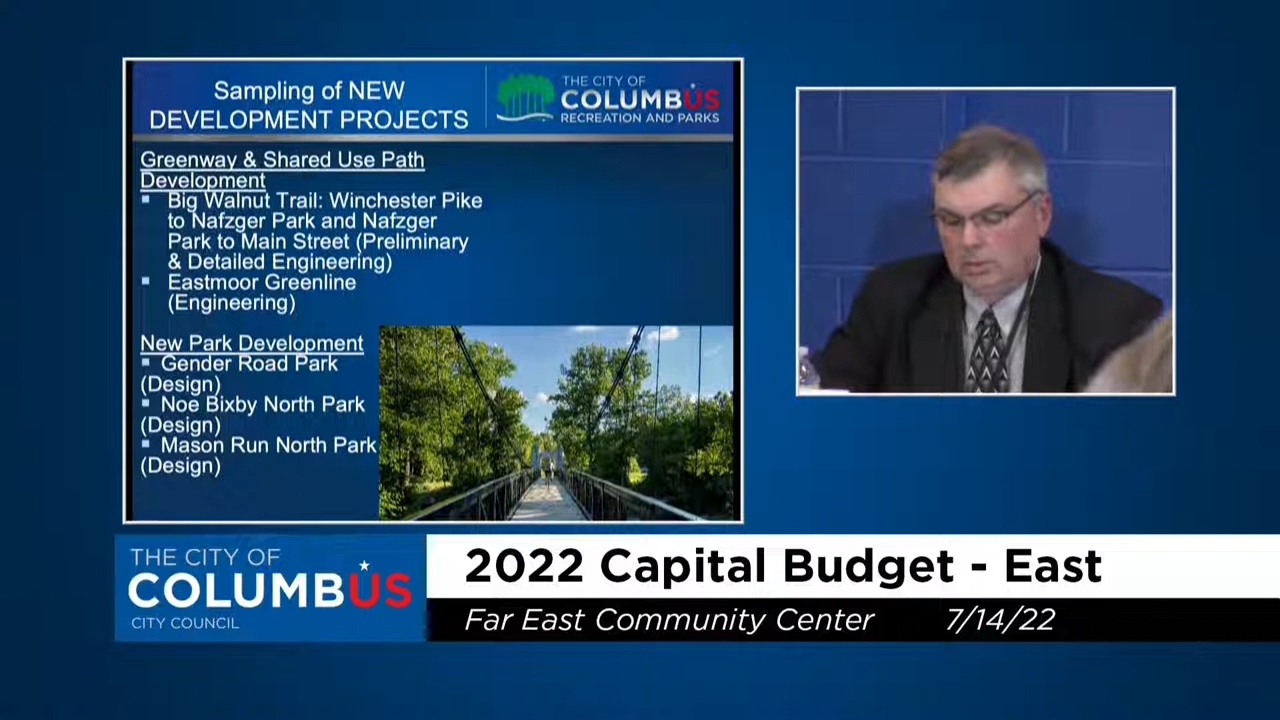 Sampling of NEW
DEVELOPMENT PROJECTS
THE CITY OF
COLUMBUS
RECREATION AND PARKS
Greenway & Shared Use Path
Development
▪ Big Walnut Trail: Winchester Pike
to Nafzger Park and Nafzger
Park to Main Street (Preliminary
& Detailed Engineering)
▪ Eastmoor Greenline
(Engineering)
New Park Development
▪ Gender Road Park
(Design)
▪ Noe Bixby North Park
(Design)
▪ Mason Run North Park
(Design)
THE CITY OF
COLUMBUS
CITY COUNCIL
2022 Capital Budget - East
Far East Community Center 7/14/22